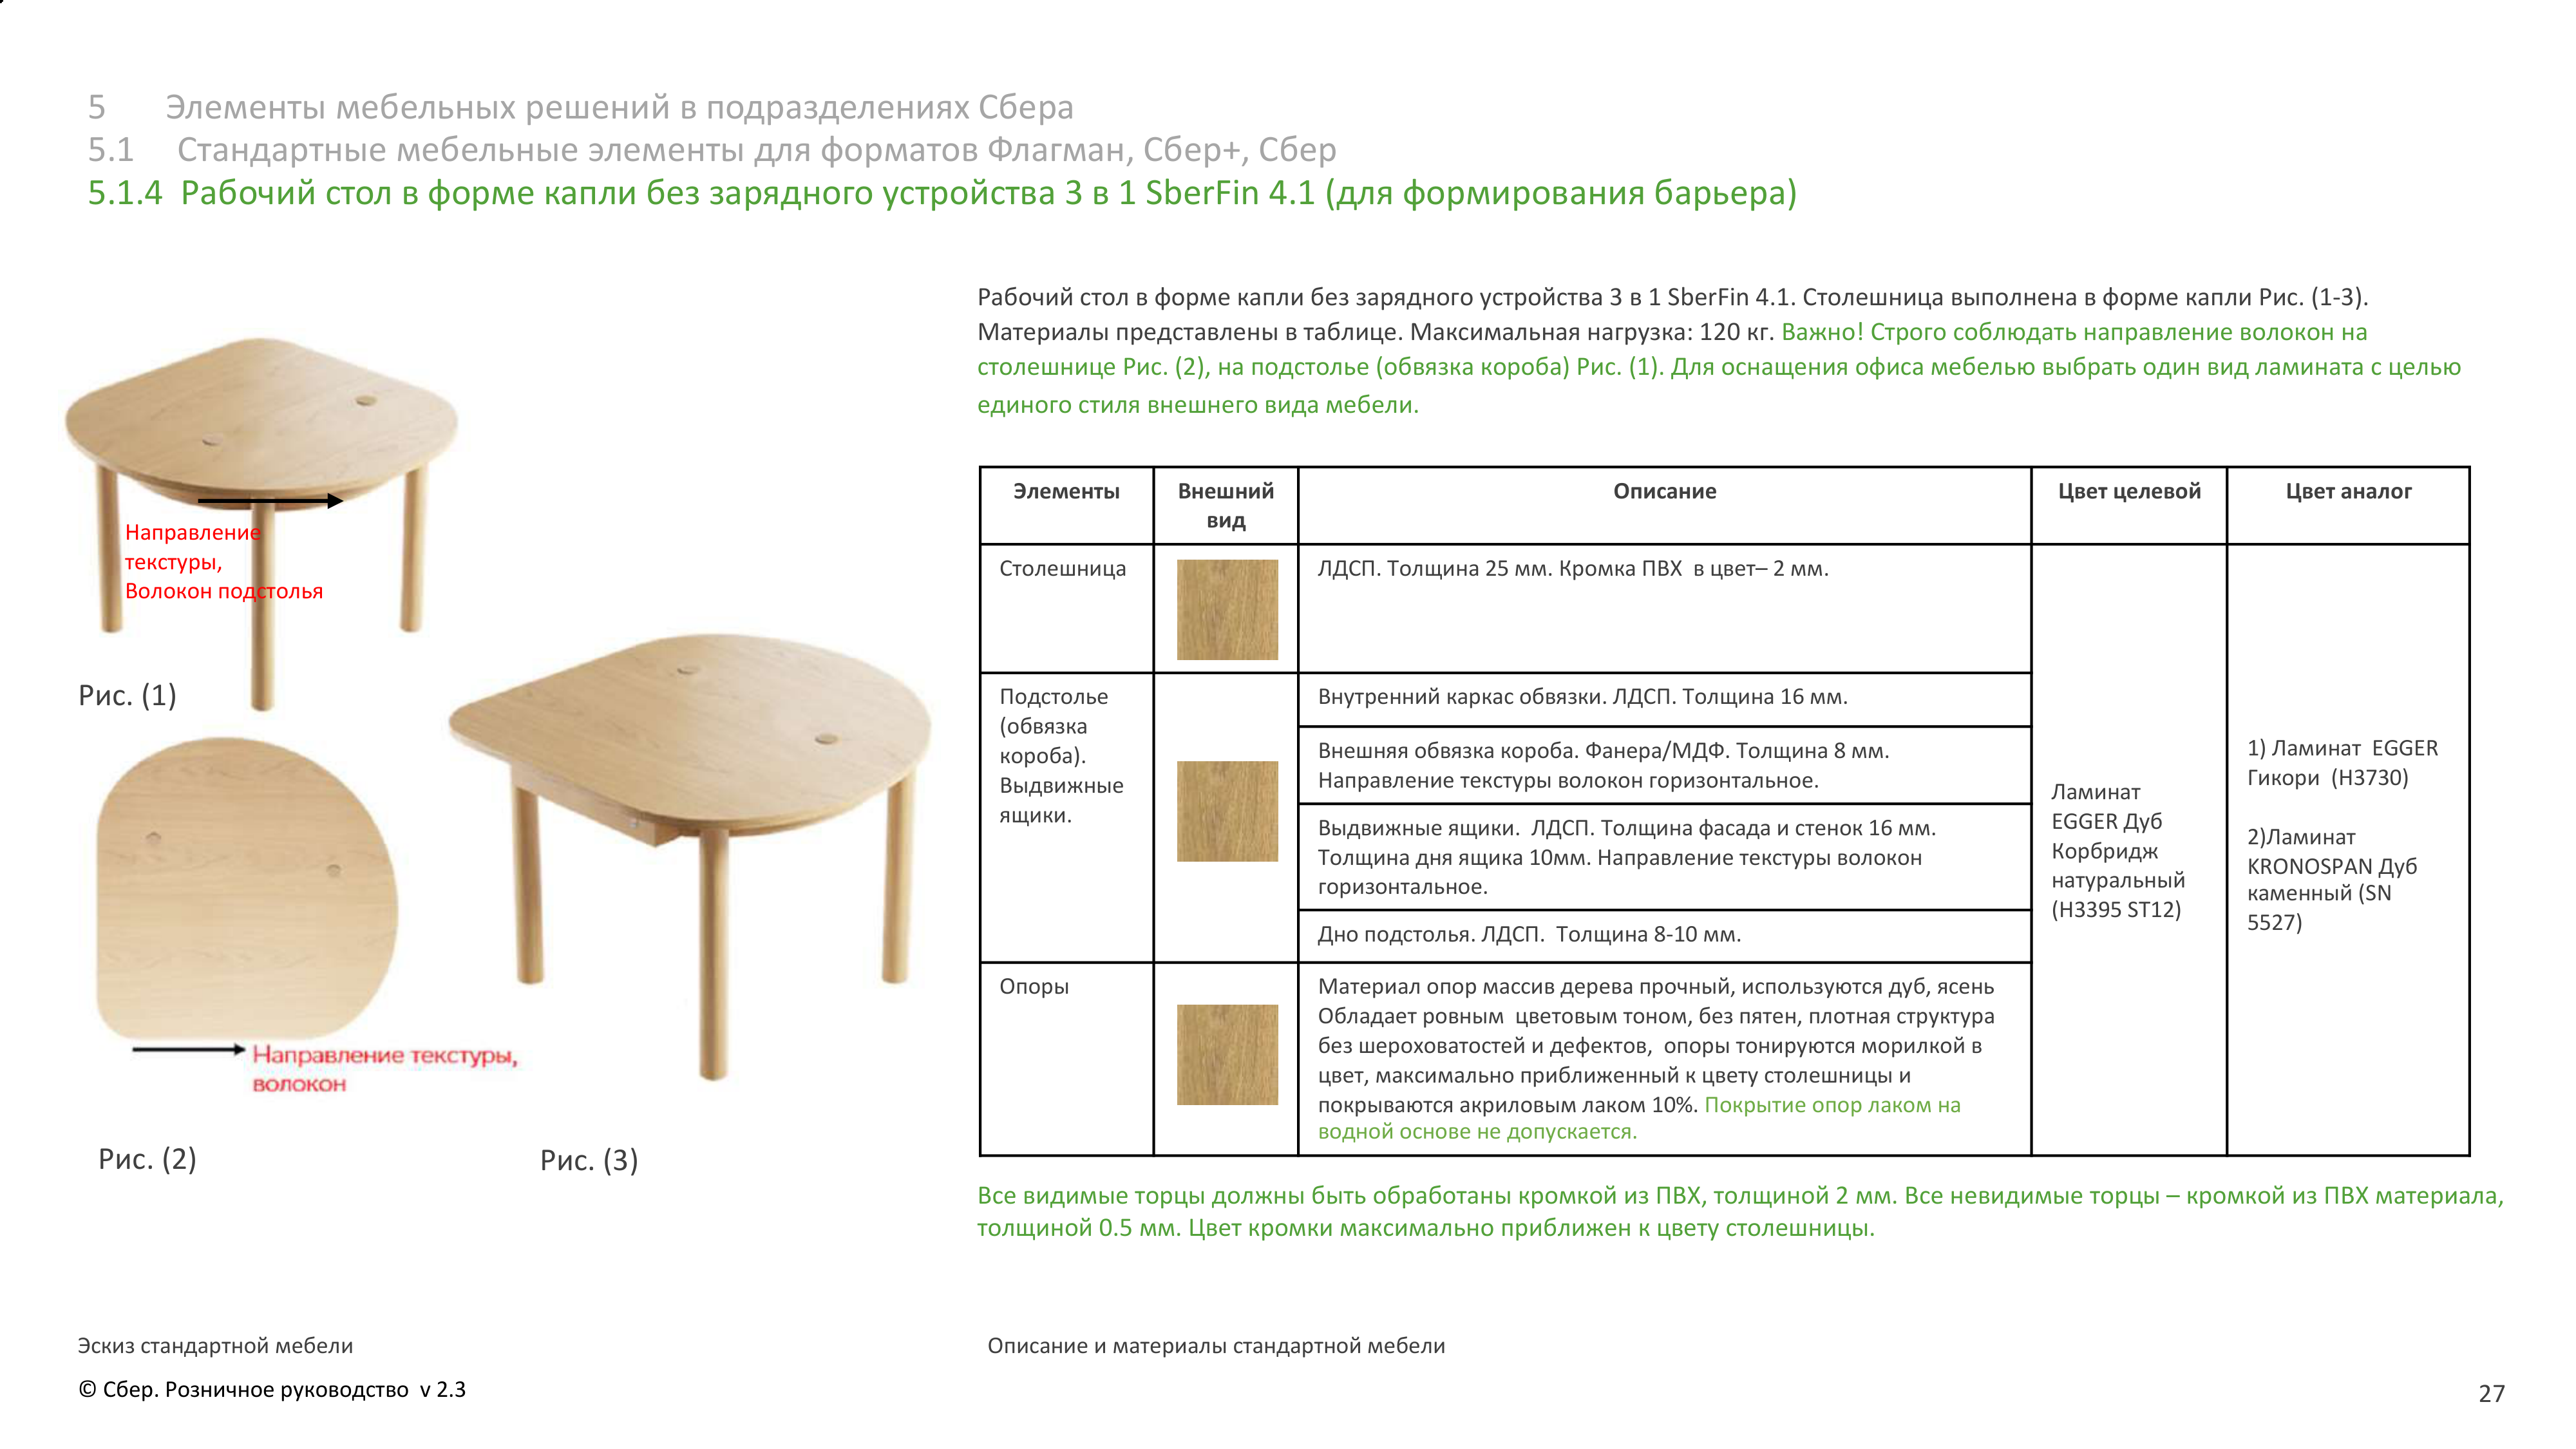 5 Элементы мебельных решений в подразделениях Сбера
5.1 Стандартные мебельные элементы для форматов Флагман, Сбер+, Сбер
5.1.4 Рабочий стол в форме капли без зарядного устройства 3 в 1 SberFin 4.1 (для формирования барьера)
Направление
текстуры,
Волокон подстолья
Рис. (1)
Направление текстуры,
волокон
Рис. (2)
Рис. (3)
Рабочий стол в форме капли без зарядного устройства 3 в 1 SberFin 4.1. Столешница выполнена в форме капли Рис. (1-3).
Материалы представлены в таблице. Максимальная нагрузка: 120 кг. Важно! Строго соблюдать направление волокон на
столешнице Рис. (2), на подстолье (обвязка короба) Рис. (1). Для оснащения офиса мебелью выбрать один вид ламината с целью
единого стиля внешнего вида мебели.
Элементы
Внешний
вид
Описание
Цвет целевой
Цвет аналог
Столешница
ЛДСП. Толщина 25 мм. Кромка ПВХ в цвет– 2 мм.
Подстолье
(обвязка
короба).
Выдвижные
ящики.
Внутренний каркас обвязки. ЛДСП. Толщина 16 мм.
Внешняя обвязка короба. Фанера/МДФ. Толщина 8 мм.
Направление текстуры волокон горизонтальное.
Выдвижные ящики. ЛДСП. Толщина фасада и стенок 16 мм.
Толщина дня ящика 10мм. Направление текстуры волокон
горизонтальное.
Дно подстолья. ЛДСП. Толщина 8-10 мм.
Опоры
Материал опор массив дерева прочный, используются дуб, ясень
Обладает ровным цветовым тоном, без пятен, плотная структура
без шероховатостей и дефектов, опоры тонируются морилкой в
цвет, максимально приближенный к цвету столешницы и
покрываются акриловым лаком 10%. Покрытие опор лаком на
водной основе не допускается.
Ламинат
EGGER Дуб
Корбридж
натуральный
(H3395 ST12)
1) Ламинат EGGER
Гикори (H3730)
2)Ламинат
KRONOSPAN Дуб
каменный (SN
5527)
Все видимые торцы должны быть обработаны кромкой из ПВХ, толщиной 2 мм. Все невидимые торцы – кромкой из ПВХ материала,
толщиной 0.5 мм. Цвет кромки максимально приближен к цвету столешницы.
Эскиз стандартной мебели
Описание и материалы стандартной мебели
© Сбер. Розничное руководство v 2.3
27